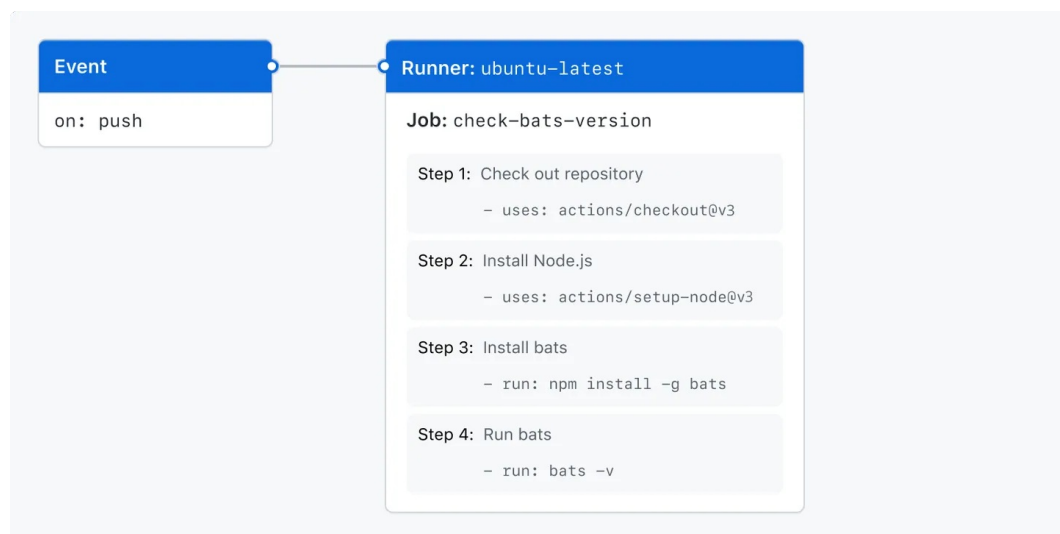 Event
on: push
Runner: ubuntu-latest
Job: check-bats-version
Step 1: Check out repository
- uses: actions/checkout@v3
Step 2: Install Node.js
- uses: actions/setup-node@v3
Step 3: Install bats
- run: npm install -g bats
Step 4: Run bats
- run: bats -v